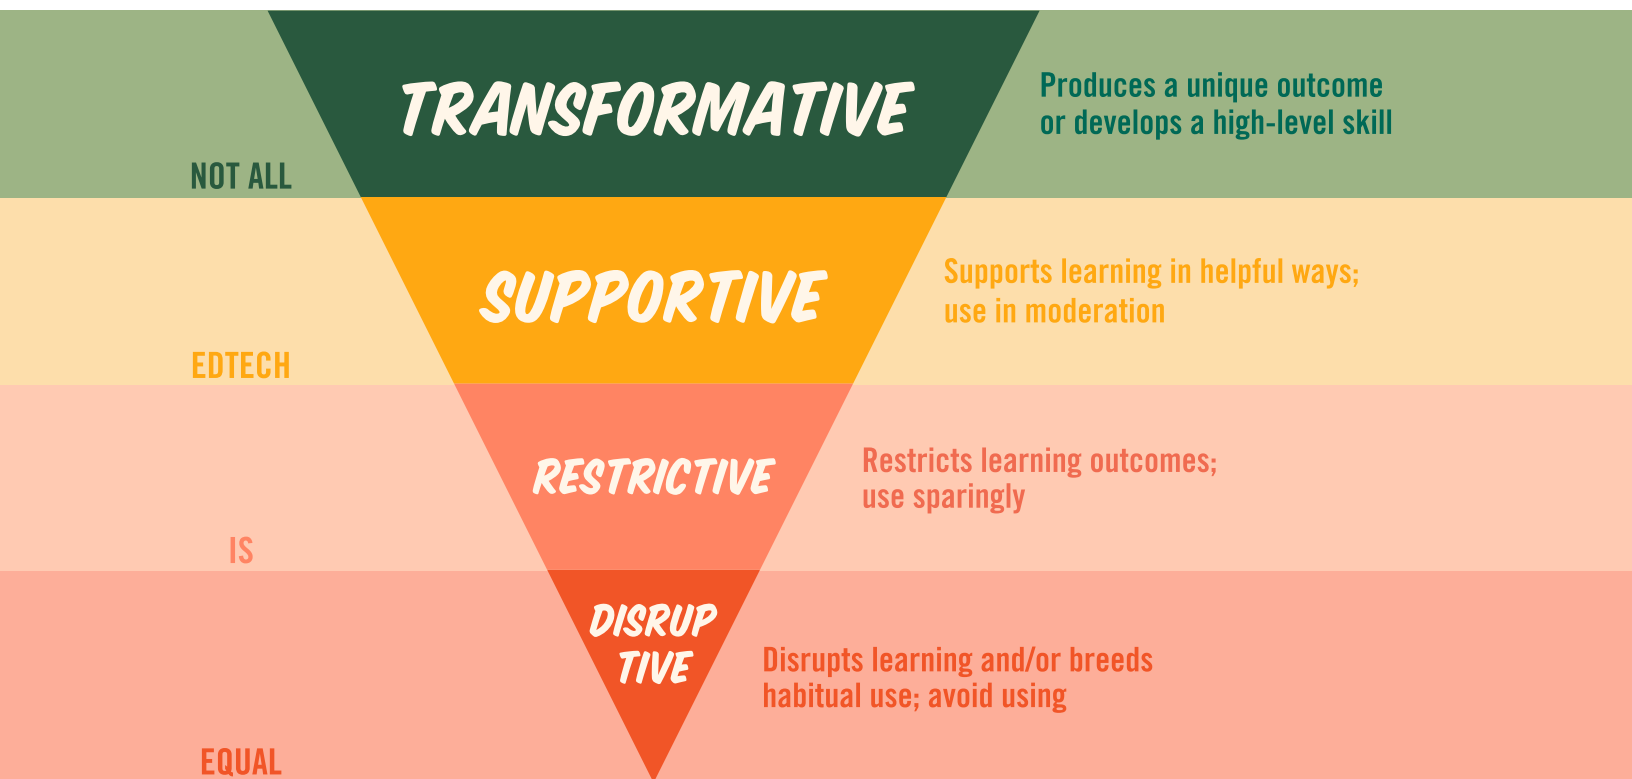 TRANSFORMATIVE
Produces a unique outcome
or develops a high-level skill
NOT ALL
SUPPORTIVE
Supports learning in helpful ways;
use in moderation
EDTECH
RESTRICTIVE
Restricts learning outcomes;
use sparingly
IS
DISRUP
TIVE
Disrupts learning and/or breeds
habitual use; avoid using
EQUAL